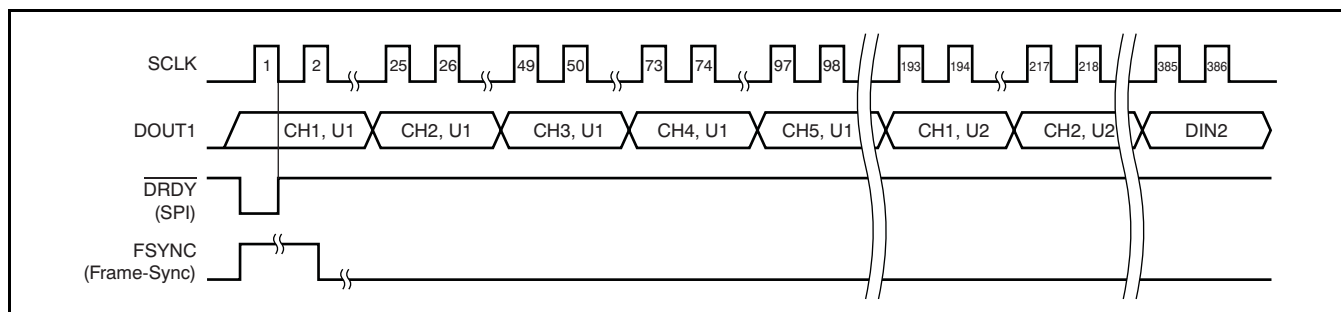 SCLK
1 2 25 26 49 50 73 74 97 98 193 194 217 218 385 386
DOUT1
CH1, U1 CH2, U1 CH3, U1 CH4, U1 CH5, U1 CH1, U2 CH2, U2 DIN2
DRDY
(SPI)
FSYNC
(Frame-Sync)